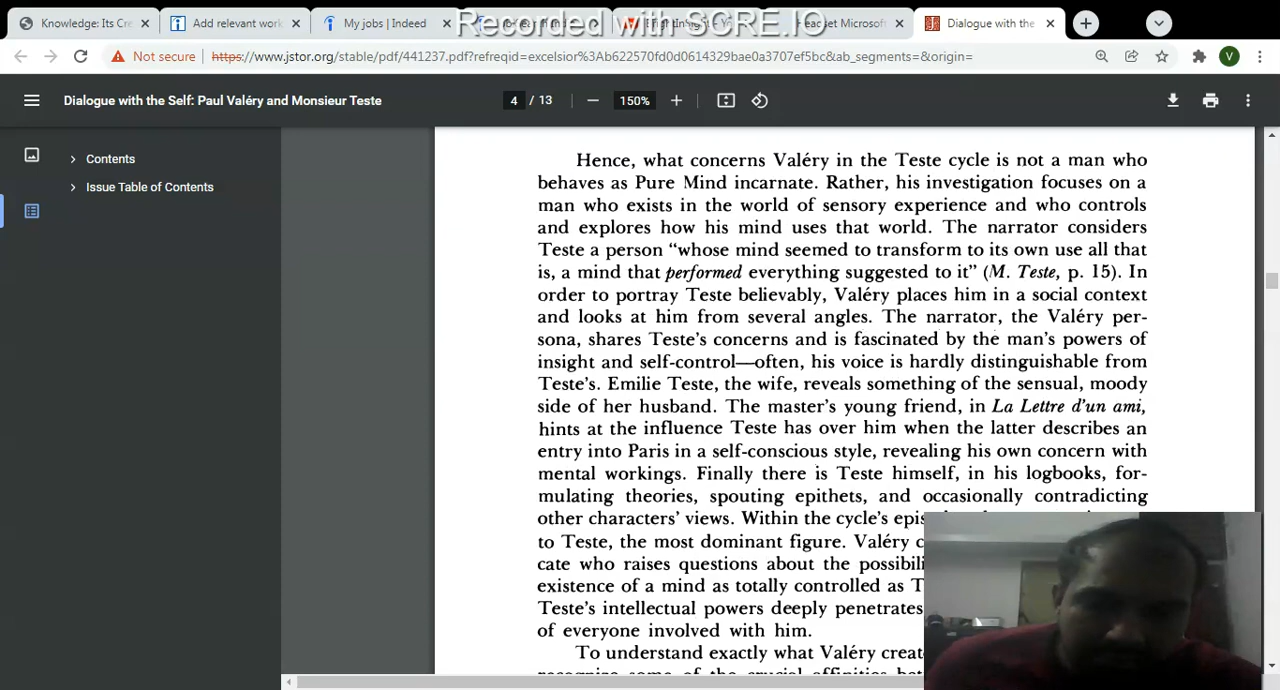 Knowledge: Its Cre
Add relevant work
My jobs | Indeed
Headset Microsoft
Dialogue with the
Recorded with SCRE.IO
Not secure
https://www.jstor.org/stable/pdf/441237.pdf?refreqid=excelsior%3Ab622570fd0d0614329bae0a3707ef5bc&ab_segments=&origin=
V
Dialogue with the Self: Paul Valéry and Monsieur Teste
4 / 13
150%
Contents
Issue Table of Contents
Hence, what concerns Valéry in the Teste cycle is not a man who
behaves as Pure Mind incarnate. Rather, his investigation focuses on a
man who exists in the world of sensory experience and who controls
and explores how his mind uses that world. The narrator considers
Teste a person “whose mind seemed to transform to its own use all that
is, a mind that performed everything suggested to it” (M. Teste, p. 15). In
order to portray Teste believably, Valéry places him in a social context
and looks at him from several angles. The narrator, the Valéry per-
sona, shares Teste’s concerns and is fascinated by the man’s powers of
insight and self-control—often, his voice is hardly distinguishable from
Teste’s. Emilie Teste, the wife, reveals something of the sensual, moody
side of her husband. The master’s young friend, in La Lettre d’un ami,
hints at the influence Teste has over him when the latter describes an
entry into Paris in a self-conscious style, revealing his own concern with
mental workings. Finally there is Teste himself, in his logbooks, for-
mulating theories, spouting epithets, and occasionally contradicting
other characters’ views. Within the cycle’s
to Teste, the most dominant figure. Valéry
cate who raises questions about the
existence of a mind as totally controlled as
Teste’s intellectual powers deeply penetrates
of everyone involved with him.
To understand exactly what Valéry
recognize some of the crucial affinities